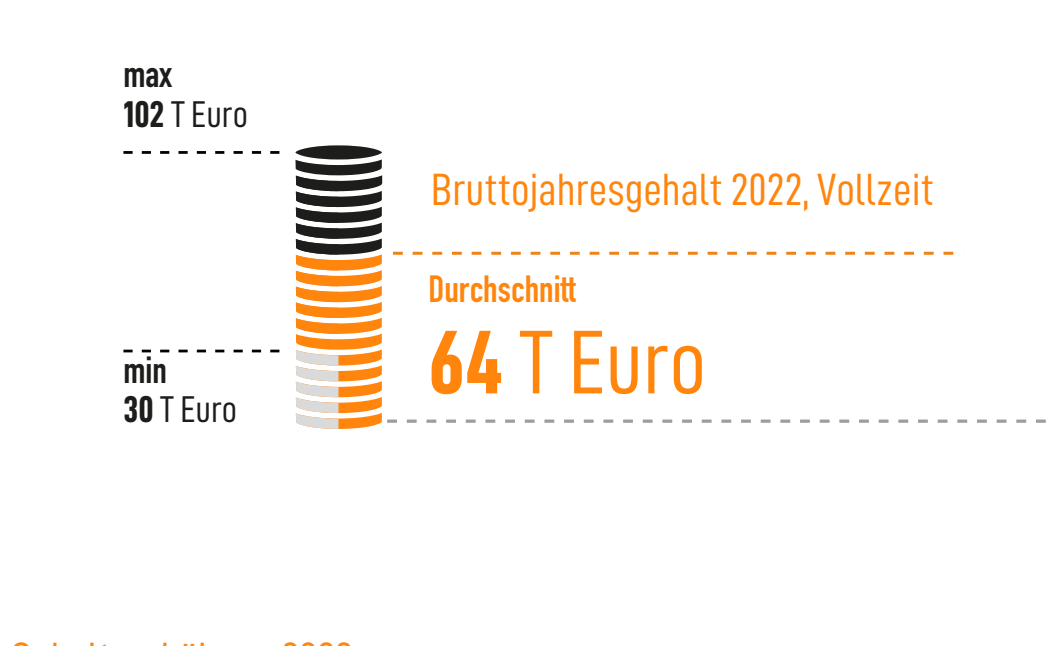 max
102 T Euro
Bruttojahresgehalt 2022, Vollzeit
Durchschnitt
64 T Euro
min
30 T Euro